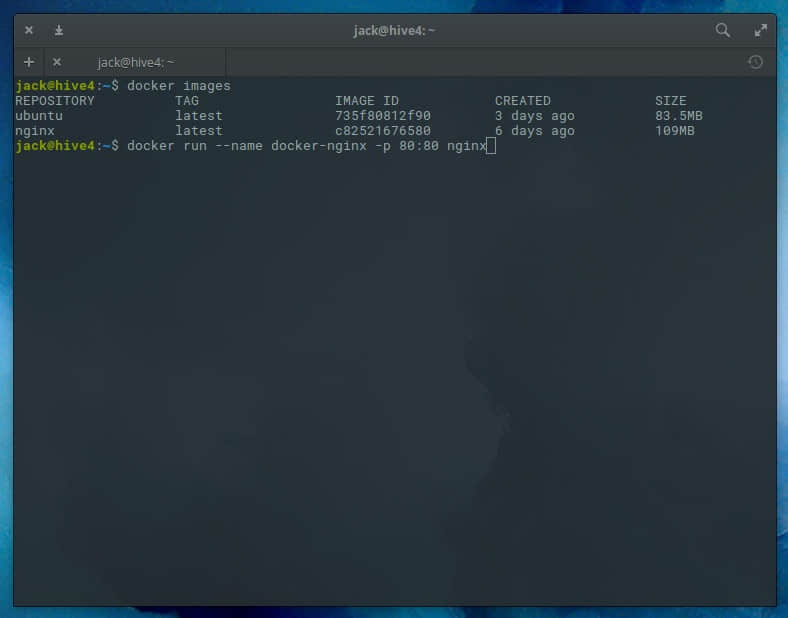 jack@hive4: ~
jack@hive4: ~
jack@hive4:~$ docker images
REPOSITORY TAG IMAGE ID CREATED SIZE
ubuntu latest 735f80812f90 3 days ago 83.5MB
nginx latest c82521676580 6 days ago 109MB
jack@hive4:~$ docker run --name docker-nginx -p 80:80 nginx